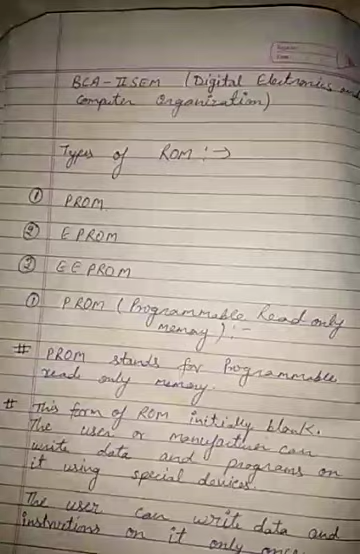 BCA-II SEM (Digital Electronics and
Computer Organization)
Types of ROM :→
① PROM
② EPROM
③ EEPROM
① PROM (Programmable Read only
memory) :-
# PROM stands for Programmable
read only memory.
# This form of ROM initially blank.
The user or manufactuer can
write data and programs on
it using special devices.
The user can write data and
instructions on it only once